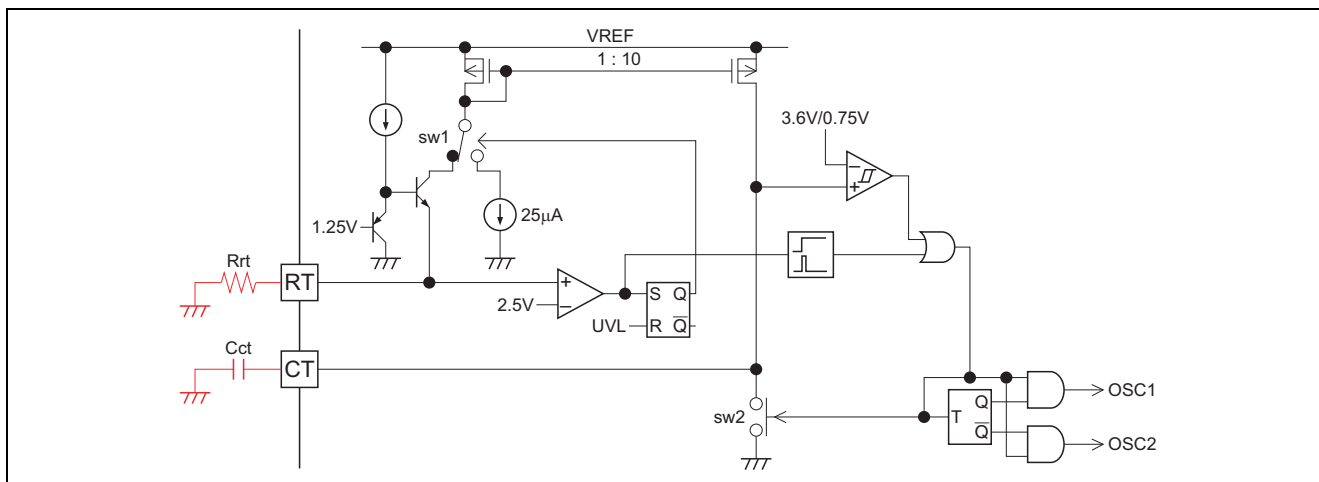 VREF
1 : 10
3.6V/0.75V
sw1
−
+
1.25V
25μA
Rrt
RT
+
−
2.5V
S Q
UVL R Q̅
Cct
CT
sw2
T Q
Q̅
OSC1
OSC2